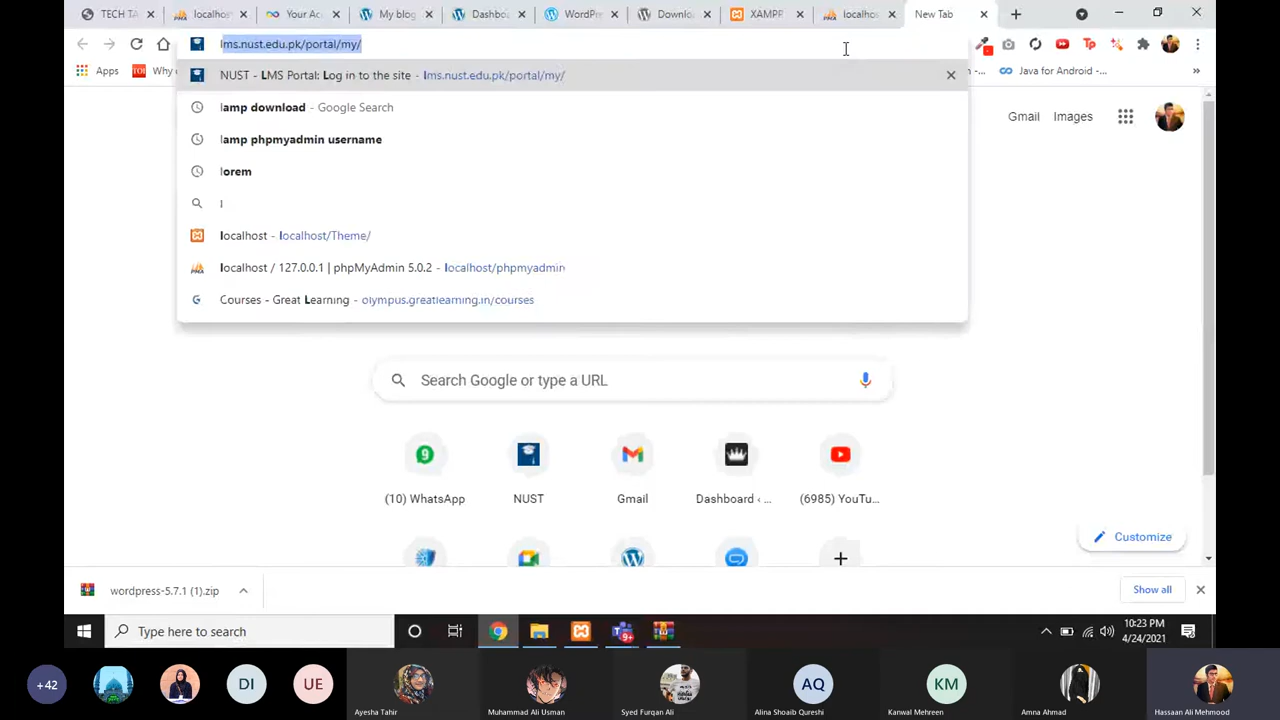 TECH TA
localhos
Your Ac
My blog
Dashbo
WordPr
Downlo
XAMPP
localhos
New Tab
lms.nust.edu.pk/portal/my/
Apps
Why
Java for Android -...
NUST - LMS Portal: Log in to the site - lms.nust.edu.pk/portal/my/
lamp download - Google Search
lamp phpmyadmin username
lorem
l
localhost - localhost/Theme/
localhost / 127.0.0.1 | phpMyAdmin 5.0.2 - localhost/phpmyadmin
Courses - Great Learning - olympus.greatlearning.in/courses
Gmail
Images
Search Google or type a URL
(10) WhatsApp
NUST
Gmail
Dashboard ‹ ...
(6985) YouTu...
Customize
wordpress-5.7.1 (1).zip
Show all
Type here to search
9+
10:23 PM
4/24/2021
+42
DI
UE
AQ
KM
Ayesha Tahir
Muhammad Ali Usman
Syed Furqan Ali
Alina Shoaib Qureshi
Kanwal Mehreen
Amna Ahmad
Hassaan Ali Mehmood